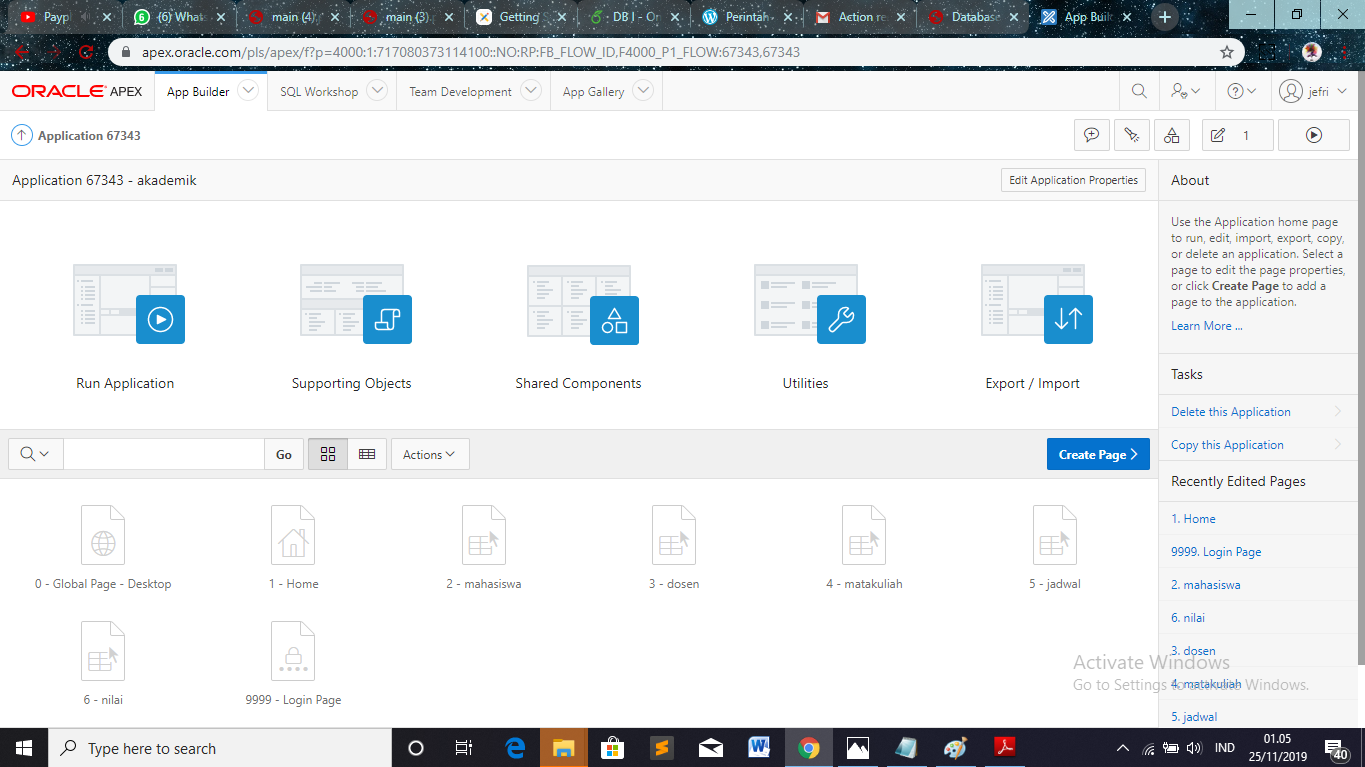 Paypl
(6) Whats
main (4).
main (3).
Getting
DB I - Or
Perintah
Action re
Database
App Buil
apex.oracle.com/pls/apex/f?p=4000:1:717080373114100::NO:RP:FB_FLOW_ID,F4000_P1_FLOW:67343,67343
ORACLE APEX App Builder SQL Workshop Team Development App Gallery jefri
Application 67343 1
Application 67343 - akademik Edit Application Properties
Run Application Supporting Objects Shared Components Utilities Export / Import
Go Actions Create Page
0 - Global Page - Desktop 1 - Home 2 - mahasiswa 3 - dosen 4 - matakuliah 5 - jadwal
6 - nilai 9999 - Login Page
About
Use the Application home page
to run, edit, import, export, copy,
or delete an application. Select a
page to edit the page properties,
or click Create Page to add a
page to the application.
Learn More ...
Tasks
Delete this Application
Copy this Application
Recently Edited Pages
1. Home
9999. Login Page
2. mahasiswa
6. nilai
3. dosen
4. matakuliah
5. jadwal
Activate Windows
Go to Settings to activate Windows.
Type here to search
IND
01.05
25/11/2019
40